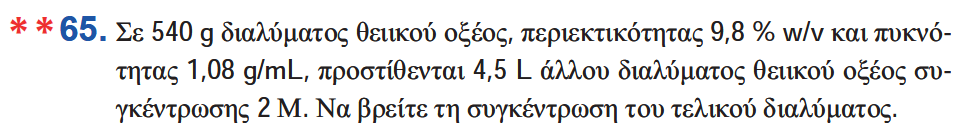 **65. Σε 540 g διαλύματος θειικού οξέος, περιεκτικότητας 9,8 % w/v και πυκνό-
τητας 1,08 g/mL, προστίθενται 4,5 L άλλου διαλύματος θειικού οξέος συ-
γκέντρωσης 2 Μ. Να βρείτε τη συγκέντρωση του τελικού διαλύματος.